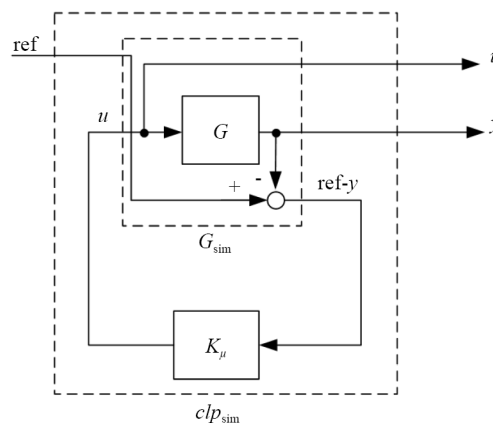 ref
u
G
-
+
ref-y
G_sim
K_μ
clp_sim